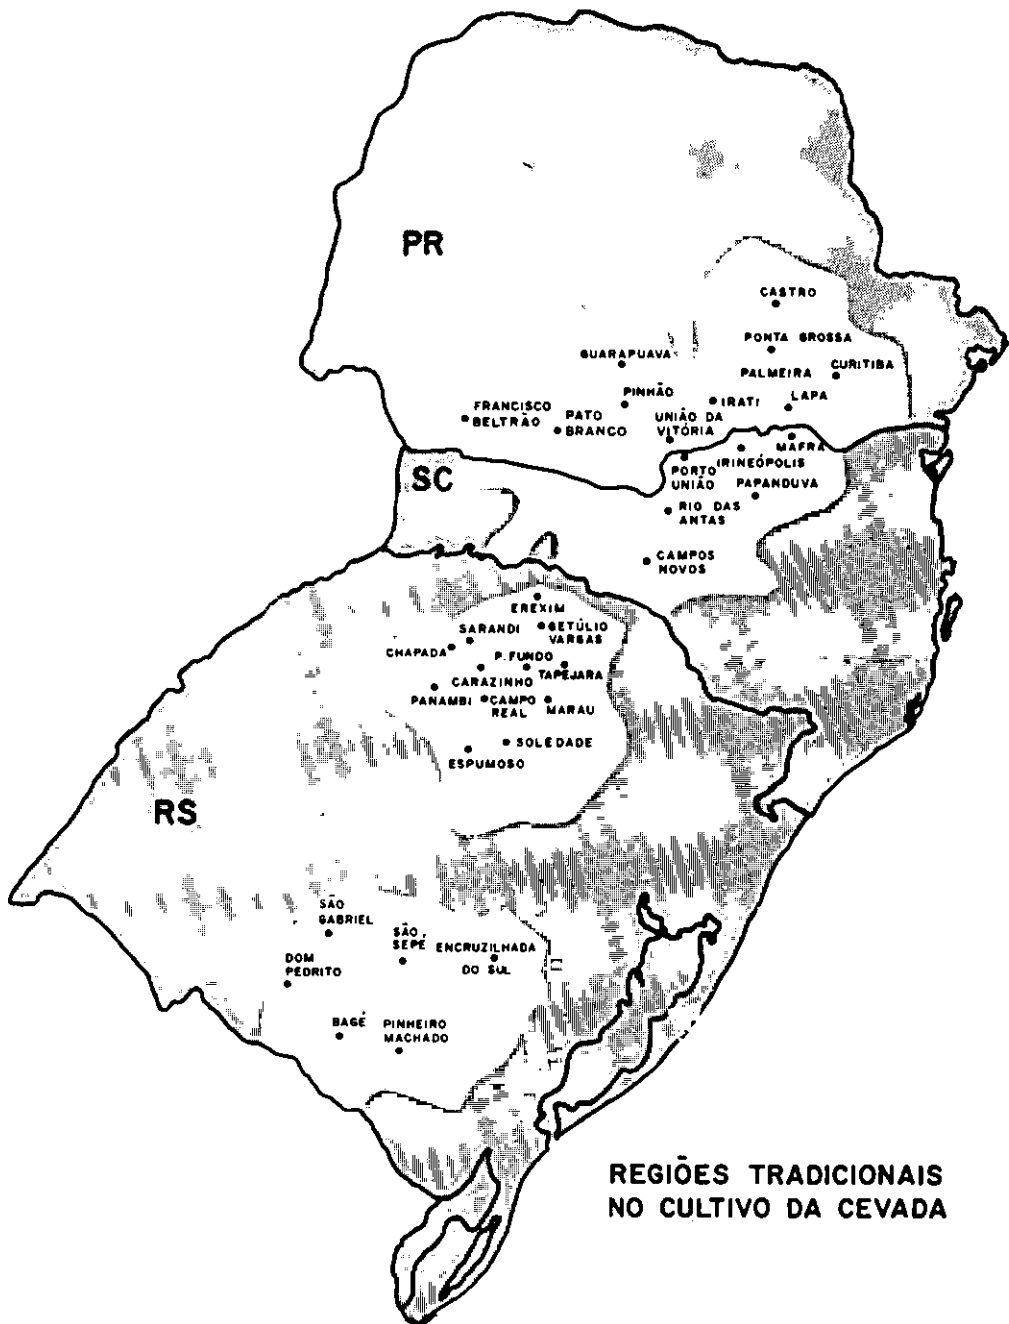 PR
CASTRO
PONTA GROSSA
GUARAPUAVA
PALMEIRA
CURITIBA
PINHÃO
IRATI
LAPA
FRANCISCO
BELTRÃO
PATO
BRANCO
UNIÃO DA
VITÓRIA
MAFRA
SC
PORTO
UNIÃO
IRINEÓPOLIS
PAPANDUVA
RIO DAS
ANTAS
CAMPOS
NOVOS
EREXIM
SARANDI
GETÚLIO
VARGAS
CHAPADA
P. FUNDO
TAPEJARA
CARAZINHO
PANAMBI
CAMPO
REAL
MARAU
SOLEDADE
ESPUMOSO
RS
SÃO
GABRIEL
SÃO
SEPÉ
ENCRUZILHADA
DO SUL
DOM
PEDRITO
BAGÉ
PINHEIRO
MACHADO
REGIÕES TRADICIONAIS
NO CULTIVO DA CEVADA